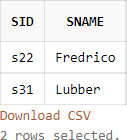 SID SNAME
s22 Fredrico
s31 Lubber
Download CSV
2 rows selected.